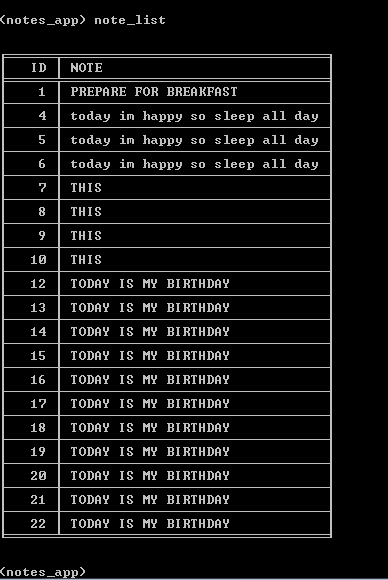 (notes_app) note_list
ID NOTE
1 PREPARE FOR BREAKFAST
4 today im happy so sleep all day
5 today im happy so sleep all day
6 today im happy so sleep all day
7 THIS
8 THIS
9 THIS
10 THIS
12 TODAY IS MY BIRTHDAY
13 TODAY IS MY BIRTHDAY
14 TODAY IS MY BIRTHDAY
15 TODAY IS MY BIRTHDAY
16 TODAY IS MY BIRTHDAY
17 TODAY IS MY BIRTHDAY
18 TODAY IS MY BIRTHDAY
19 TODAY IS MY BIRTHDAY
20 TODAY IS MY BIRTHDAY
21 TODAY IS MY BIRTHDAY
22 TODAY IS MY BIRTHDAY
(notes_app)